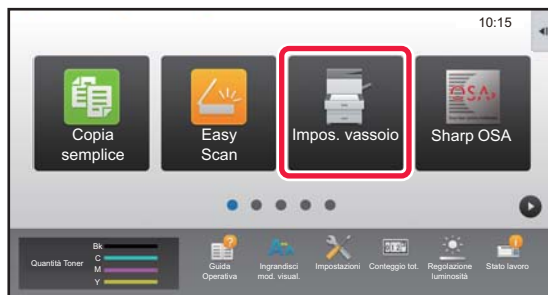 10:15
Copia
semplice
Easy
Scan
Impos. vassoio
OSA
Sharp OSA
Quantità Toner
Bk
C
M
Y
Guida
Operativa
Ingrandisci
mod. visual.
Impostazioni
Conteggio tot.
Regolazione
luminosità
Stato lavoro